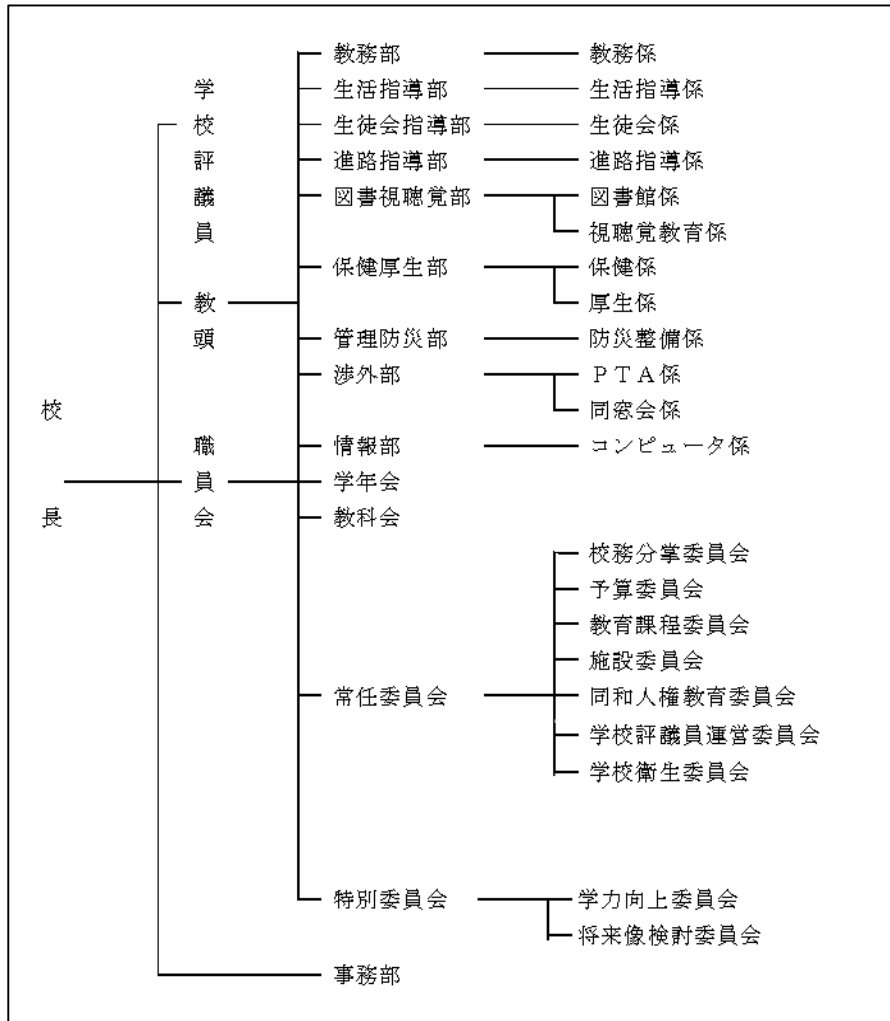 校長
学校評議員
教頭
職員会
教務部
教務係
生活指導部
生活指導係
生徒会指導部
生徒会係
進路指導部
進路指導係
図書視聴覚部
図書館係
視聴覚教育係
保健厚生部
保健係
厚生係
管理防災部
防災整備係
渉外部
ＰＴＡ係
同窓会係
情報部
コンピュータ係
学年会
教科会
常任委員会
校務分掌委員会
予算委員会
教育課程委員会
施設委員会
同和人権教育委員会
学校評議員運営委員会
学校衛生委員会
特別委員会
学力向上委員会
将来像検討委員会
事務部